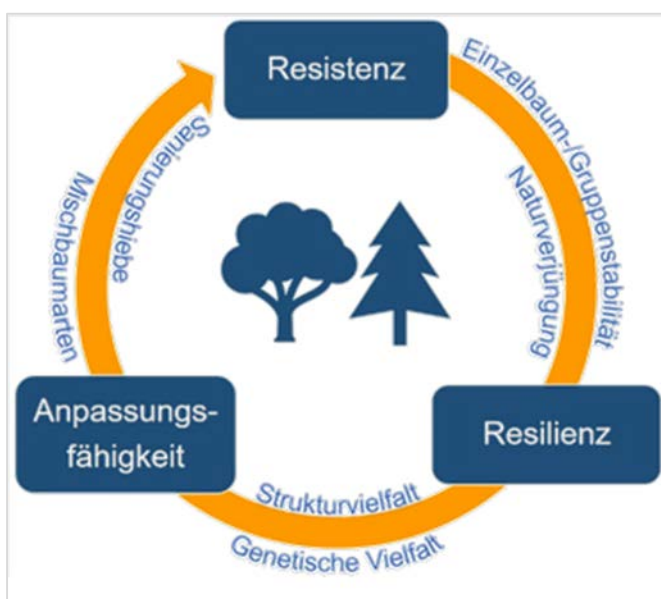 Resistenz
Einzelbaum-/Gruppenstabilität
Naturverjüngung
Resilienz
Strukturvielfalt
Genetische Vielfalt
Anpassungs-
fähigkeit
Mischbaumarten
Sanierungshiebe